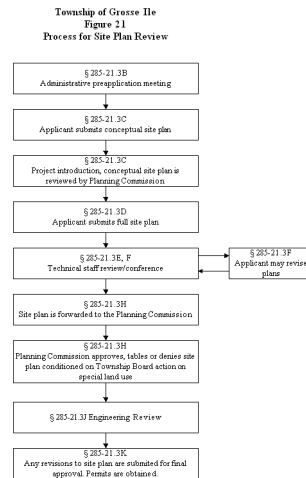 Township of Grosse Ile
Figure 21
Process for Site Plan Review
§ 285-21.3B
Administrative preapplication meeting
§ 285-21.3C
Applicant submits conceptual site plan
§ 285-21.3C
Project introduction, conceptual site plan is
reviewed by Planning Commission
§ 285-21.3D
Applicant submits full site plan
§ 285-21.3E, F
Technical staff review/conference
§ 285-21.3F
Applicant may revise
plans
§ 285-21.3H
Site plan is forwarded to the Planning Commission
§ 285-21.3H
Planning Commission approves, tables or denies site
plan conditioned on Township Board action on
special land use
§ 285-21.3J Engineering Review
§ 285-21.3K
Any revisions to site plan are submited for final
approval. Permits are obtained.